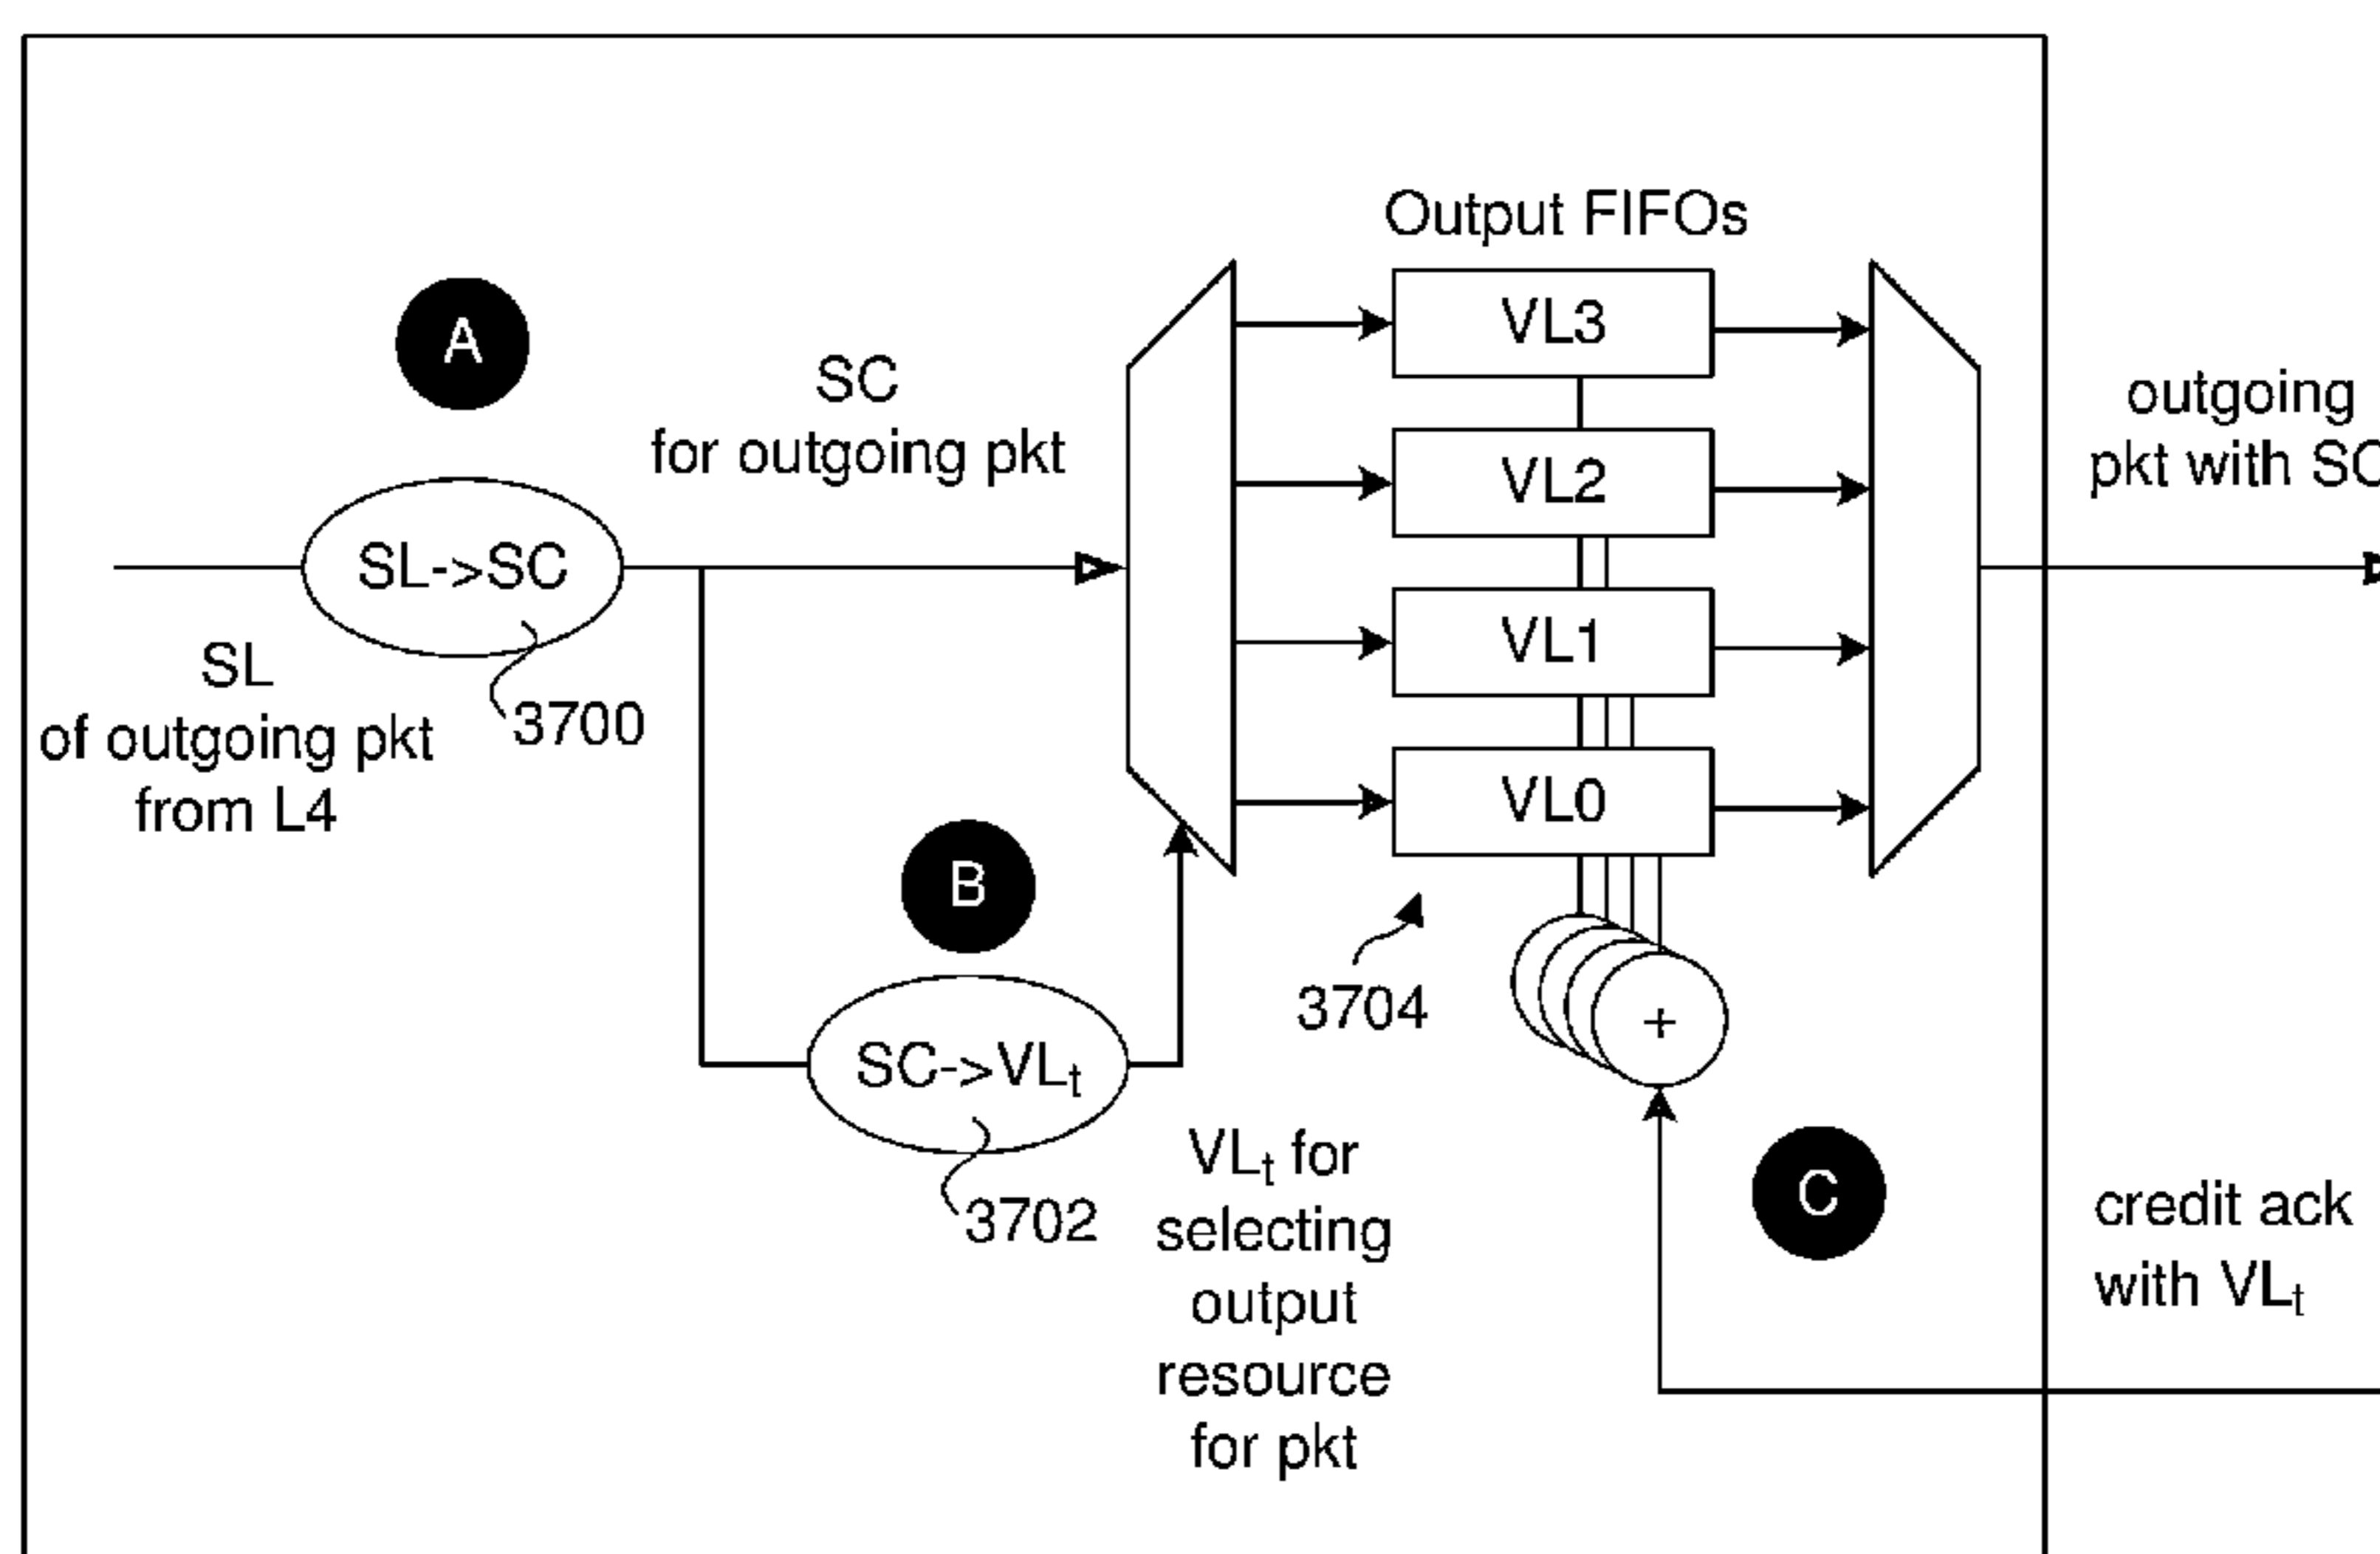 Output FIFOs
A
SC
for outgoing pkt
SL->SC
3700
SL
of outgoing pkt
from L4
VL3
VL2
VL1
VL0
outgoing
pkt with SC
B
SC->VLt
3702
VLt for
selecting
output
resource
for pkt
3704
+
C
credit ack
with VLt